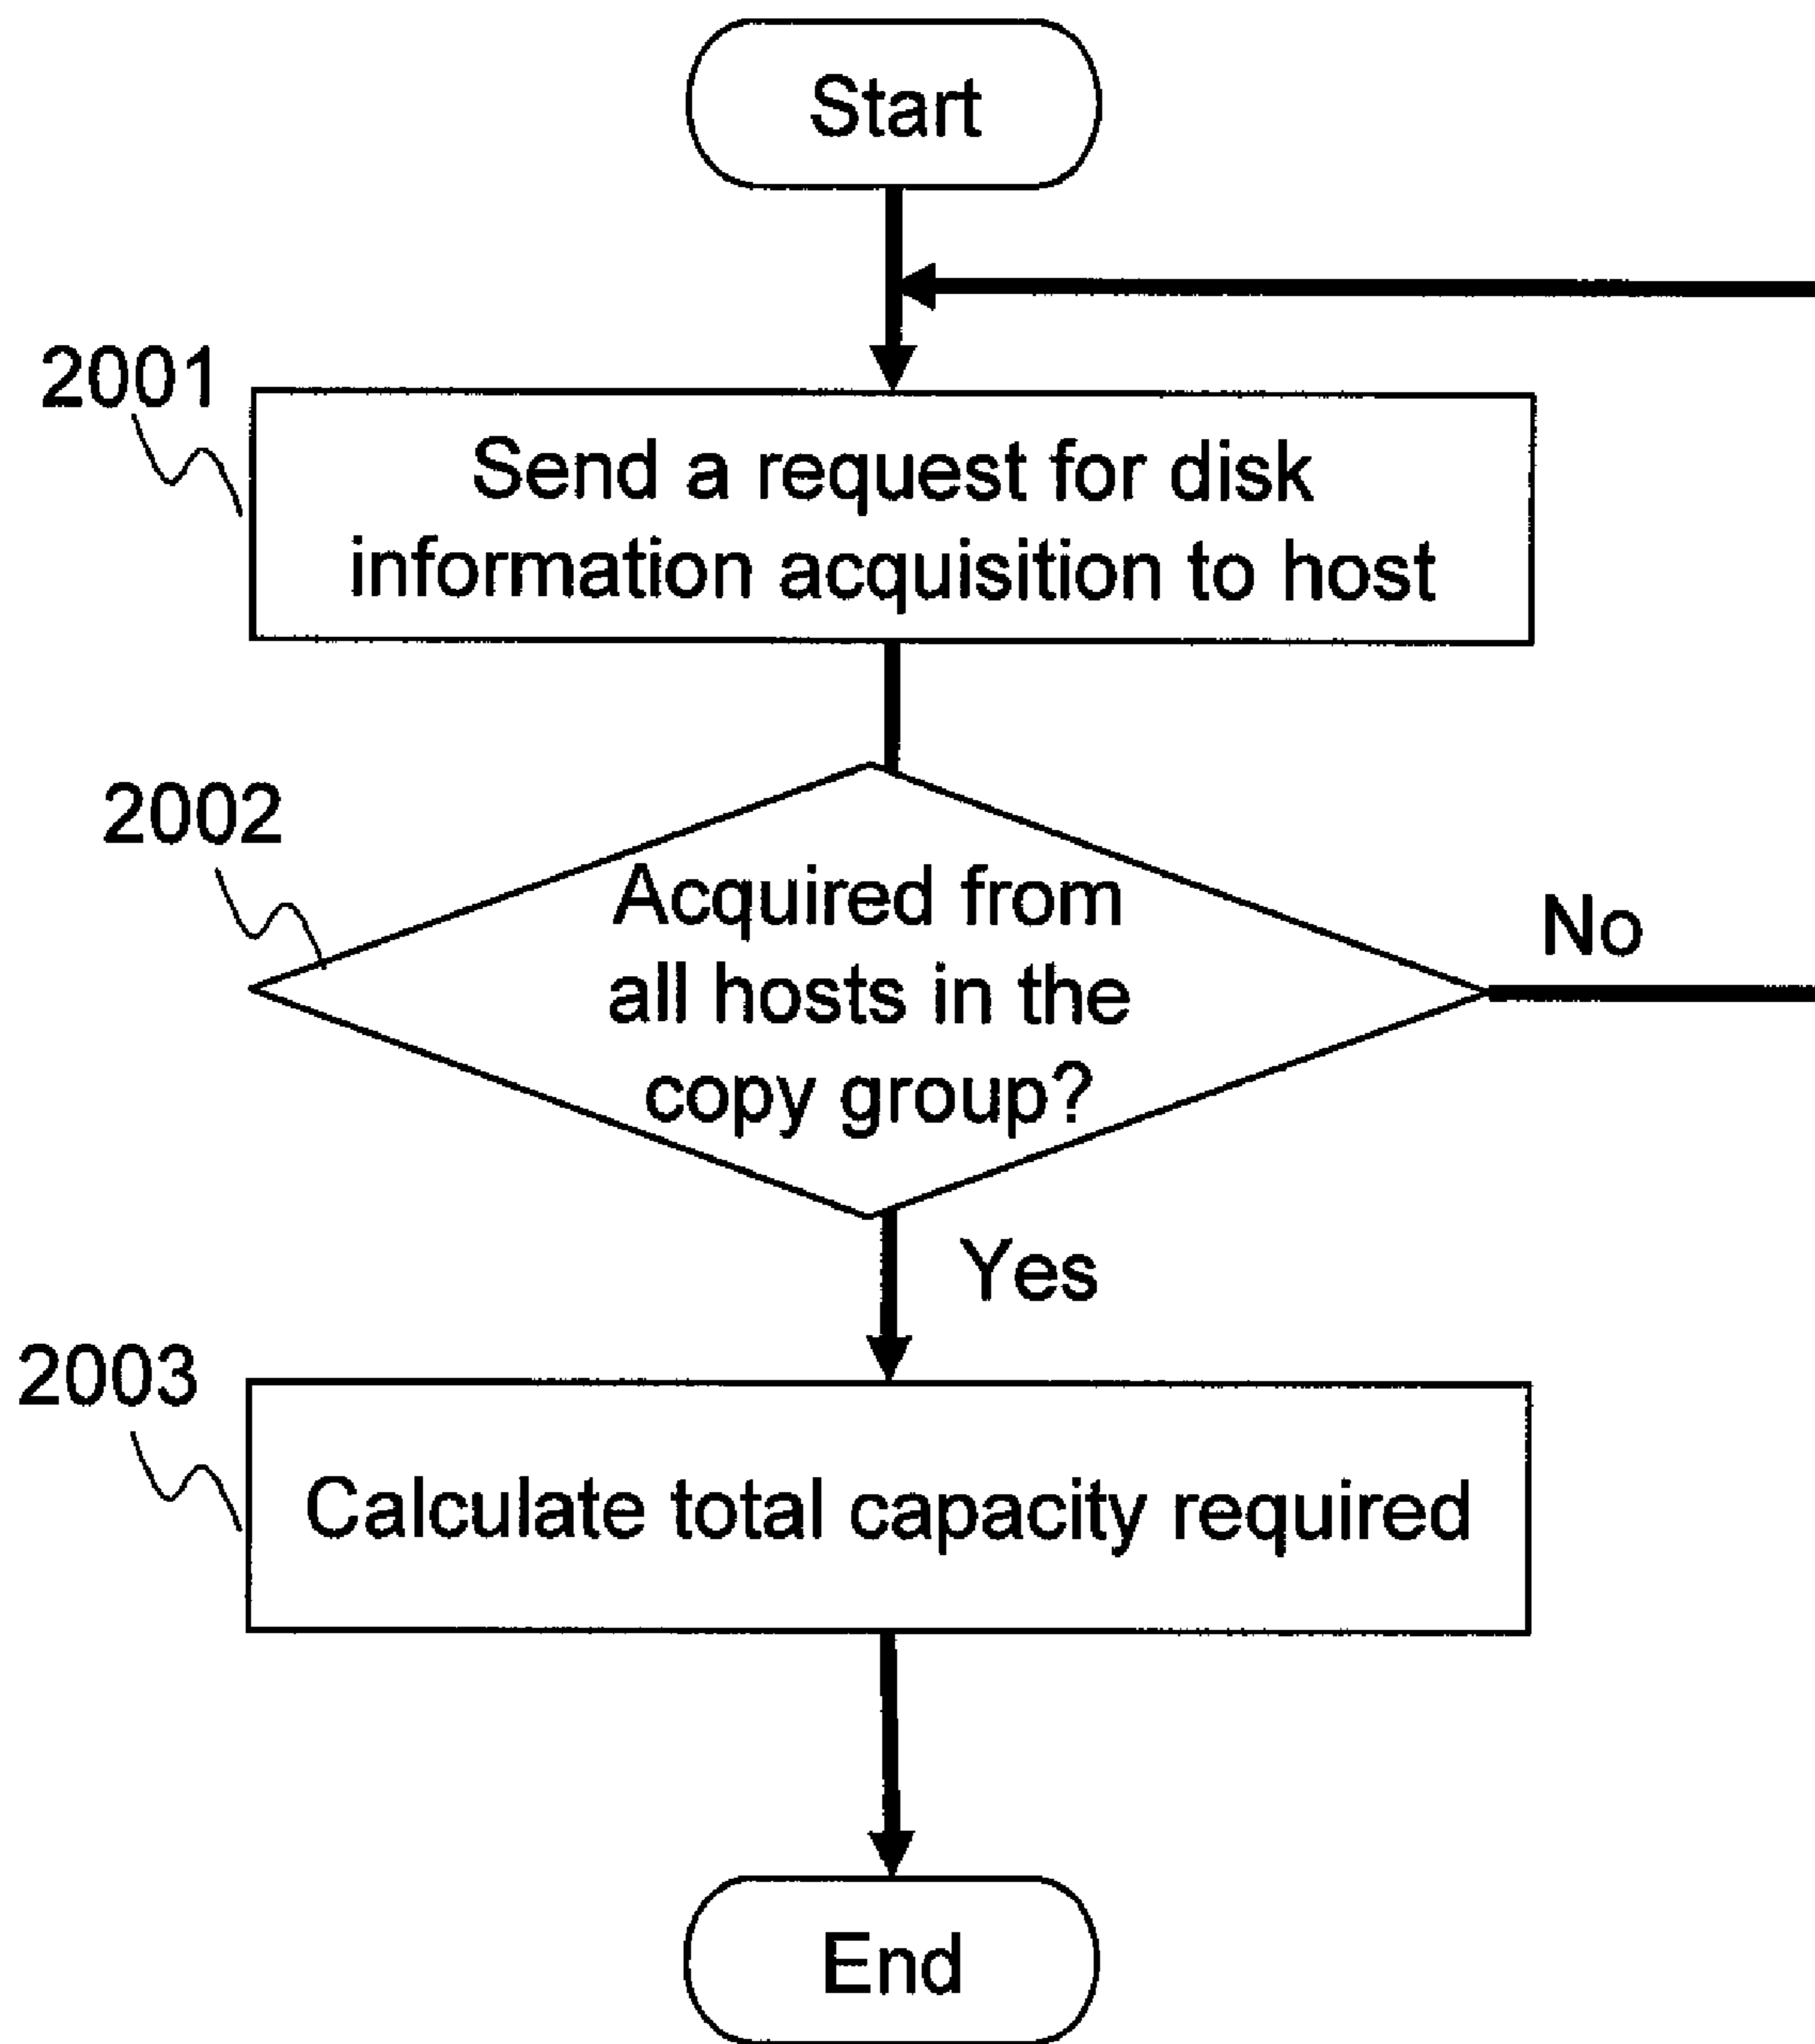 Start
2001
Send a request for disk
information acquisition to host
2002
Acquired from
all hosts in the
copy group?
No
Yes
2003
Calculate total capacity required
End